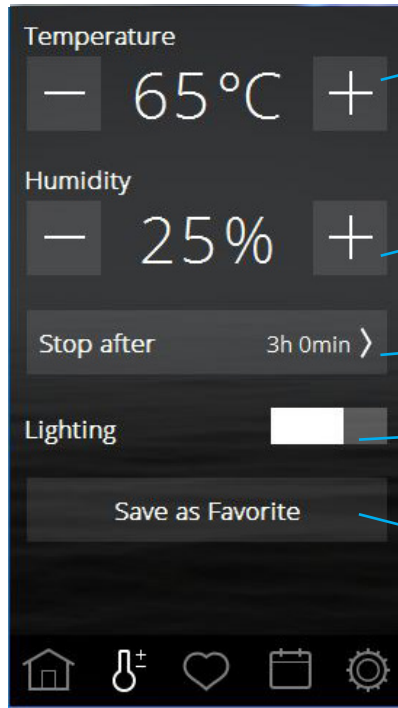 Temperature
65°C
Humidity
25%
Stop after 3h 0min
Lighting
Save as Favorite